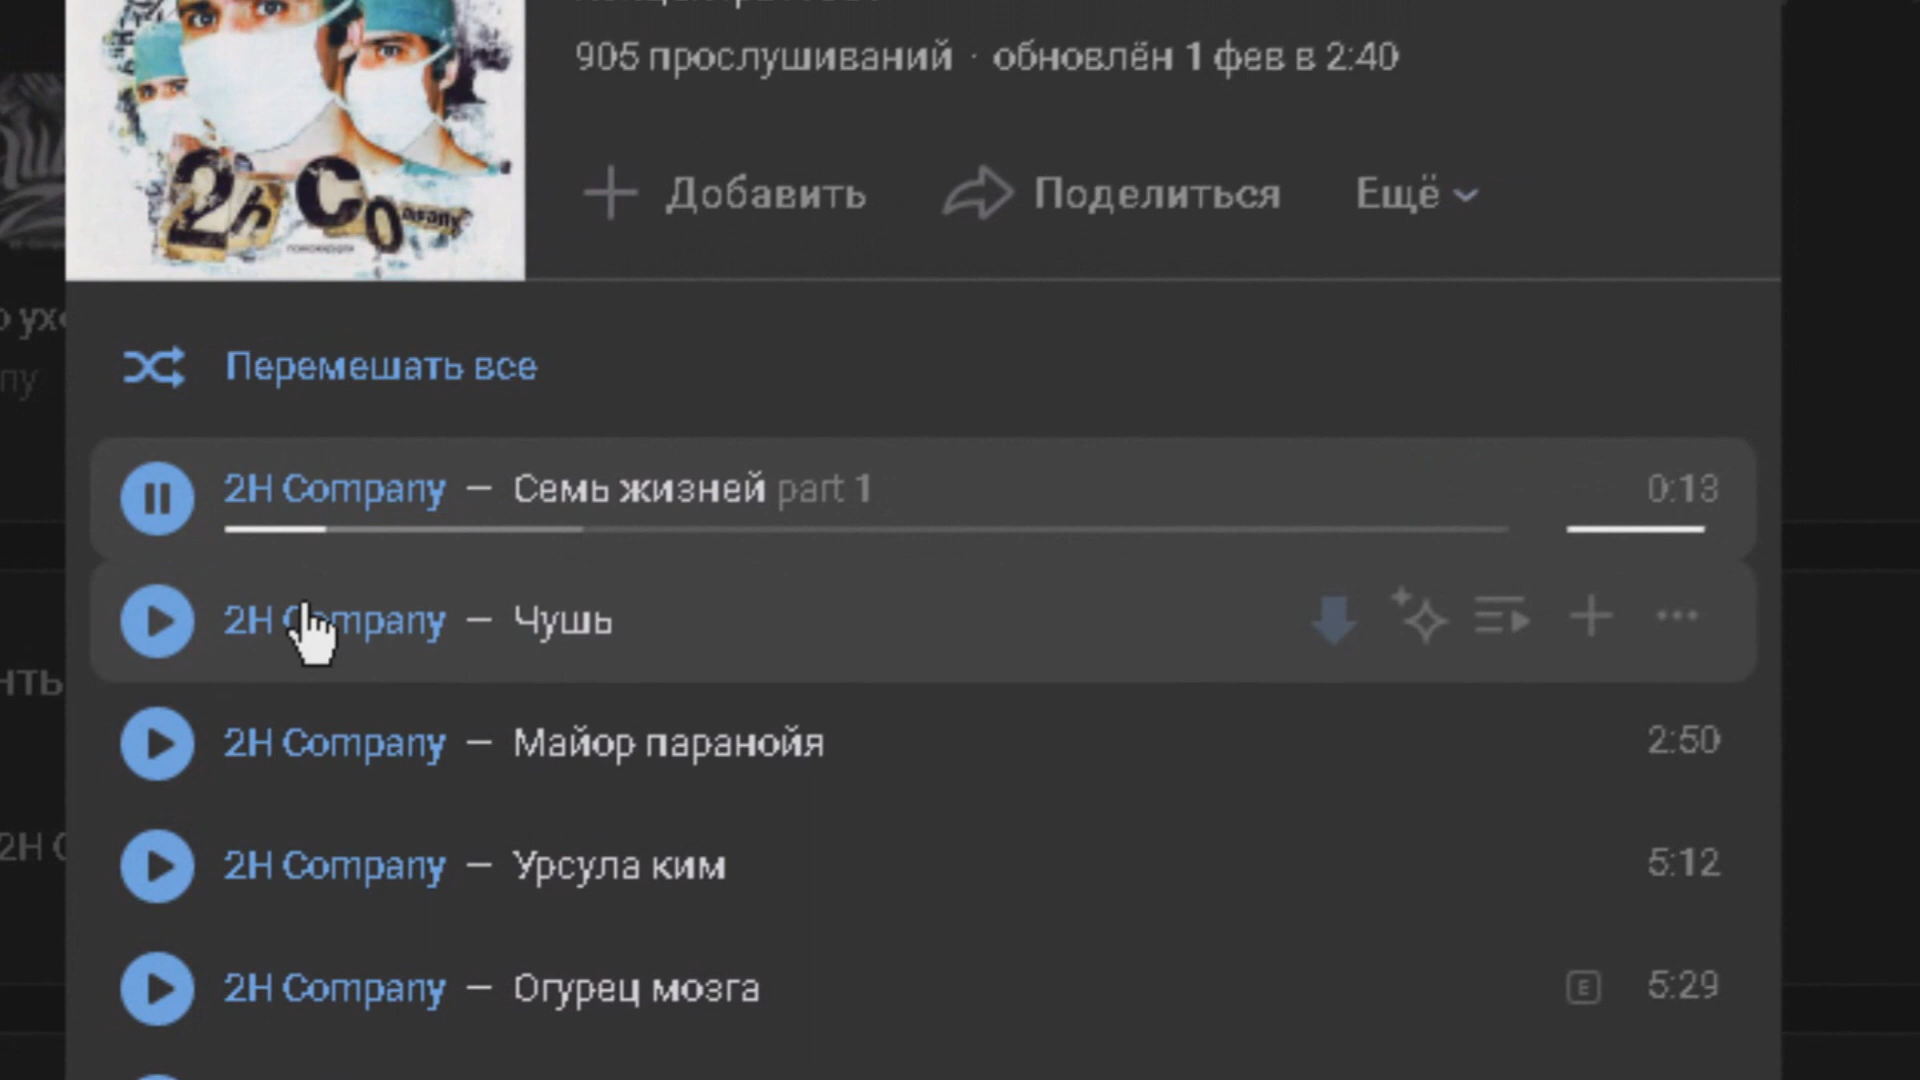 905 прослушиваний · обновлён 1 фев в 2:40
2h Company
Добавить
Поделиться
Ещё
Перемешать все
2H Company — Семь жизней part 1 0:13
2H Company — Чушь
2H Company — Майор паранойя 2:50
2H Company — Урсула ким 5:12
2H Company — Огурец мозга E 5:29